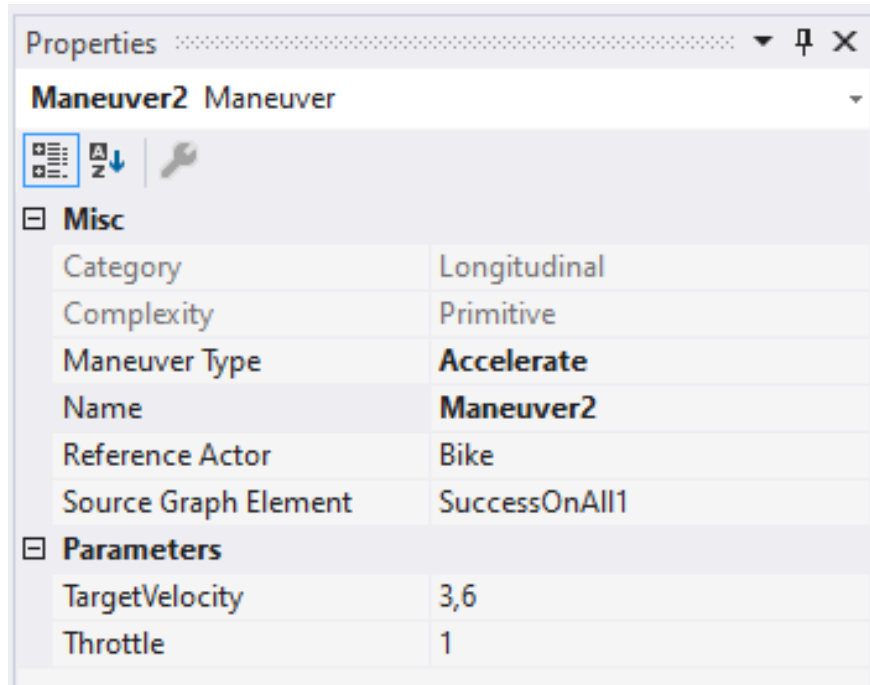 Properties
Maneuver2 Maneuver
Misc
Category Longitudinal
Complexity Primitive
Maneuver Type Accelerate
Name Maneuver2
Reference Actor Bike
Source Graph Element SuccessOnAll1
Parameters
TargetVelocity 3,6
Throttle 1